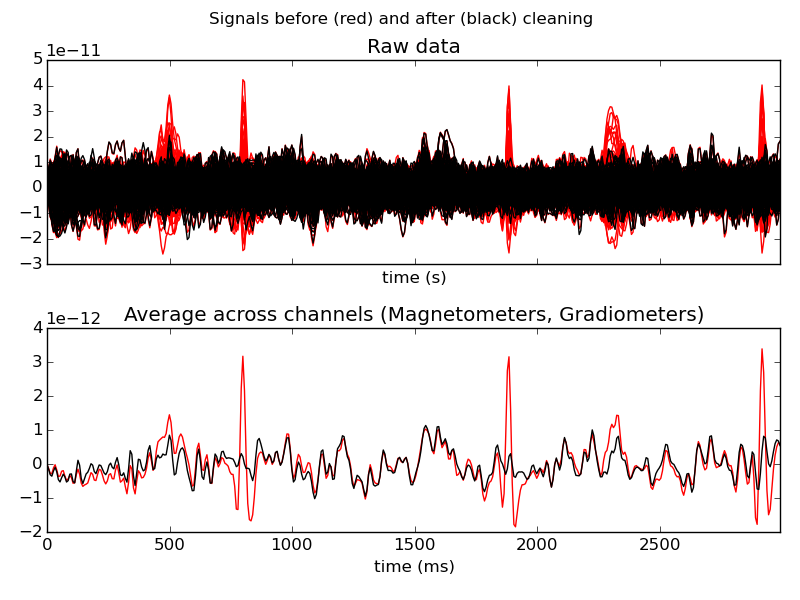 Signals before (red) and after (black) cleaning
1e−11
Raw data
5
4
3
2
1
0
−1
−2
−3
time (s)
1e−12
Average across channels (Magnetometers, Gradiometers)
4
3
2
1
0
−1
−2
0 500 1000 1500 2000 2500
time (ms)